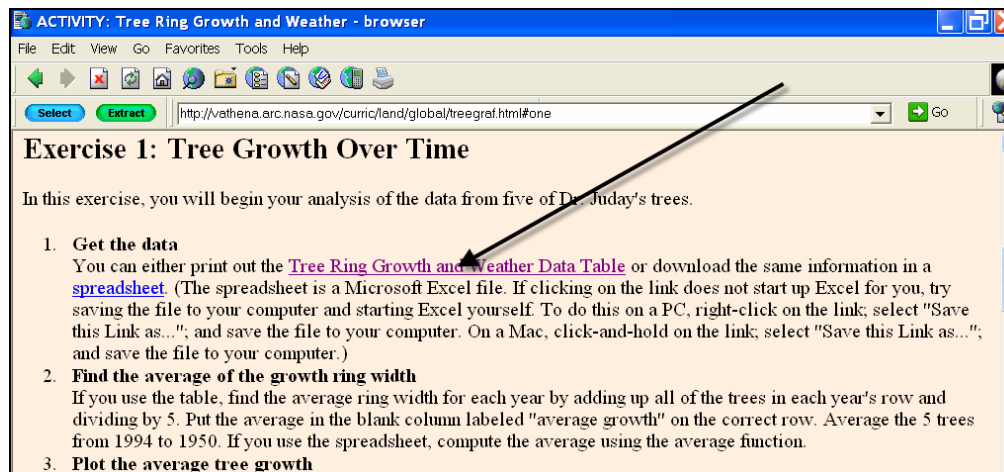 ACTIVITY: Tree Ring Growth and Weather - browser
File Edit View Go Favorites Tools Help
Select Extract http://vathena.arc.nasa.gov/curric/land/global/treegraf.html#one Go
Exercise 1: Tree Growth Over Time
In this exercise, you will begin your analysis of the data from five of Dr. Juday's trees.
1. Get the data
You can either print out the Tree Ring Growth and Weather Data Table or download the same information in a
spreadsheet. (The spreadsheet is a Microsoft Excel file. If clicking on the link does not start up Excel for you, try
saving the file to your computer and starting Excel yourself. To do this on a PC, right-click on the link; select "Save
this Link as..."; and save the file to your computer. On a Mac, click-and-hold on the link; select "Save this Link as...";
and save the file to your computer.)
2. Find the average of the growth ring width
If you use the table, find the average ring width for each year by adding up all of the trees in each year's row and
dividing by 5. Put the average in the blank column labeled "average growth" on the correct row. Average the 5 trees
from 1994 to 1950. If you use the spreadsheet, compute the average using the average function.
3. Plot the average tree growth